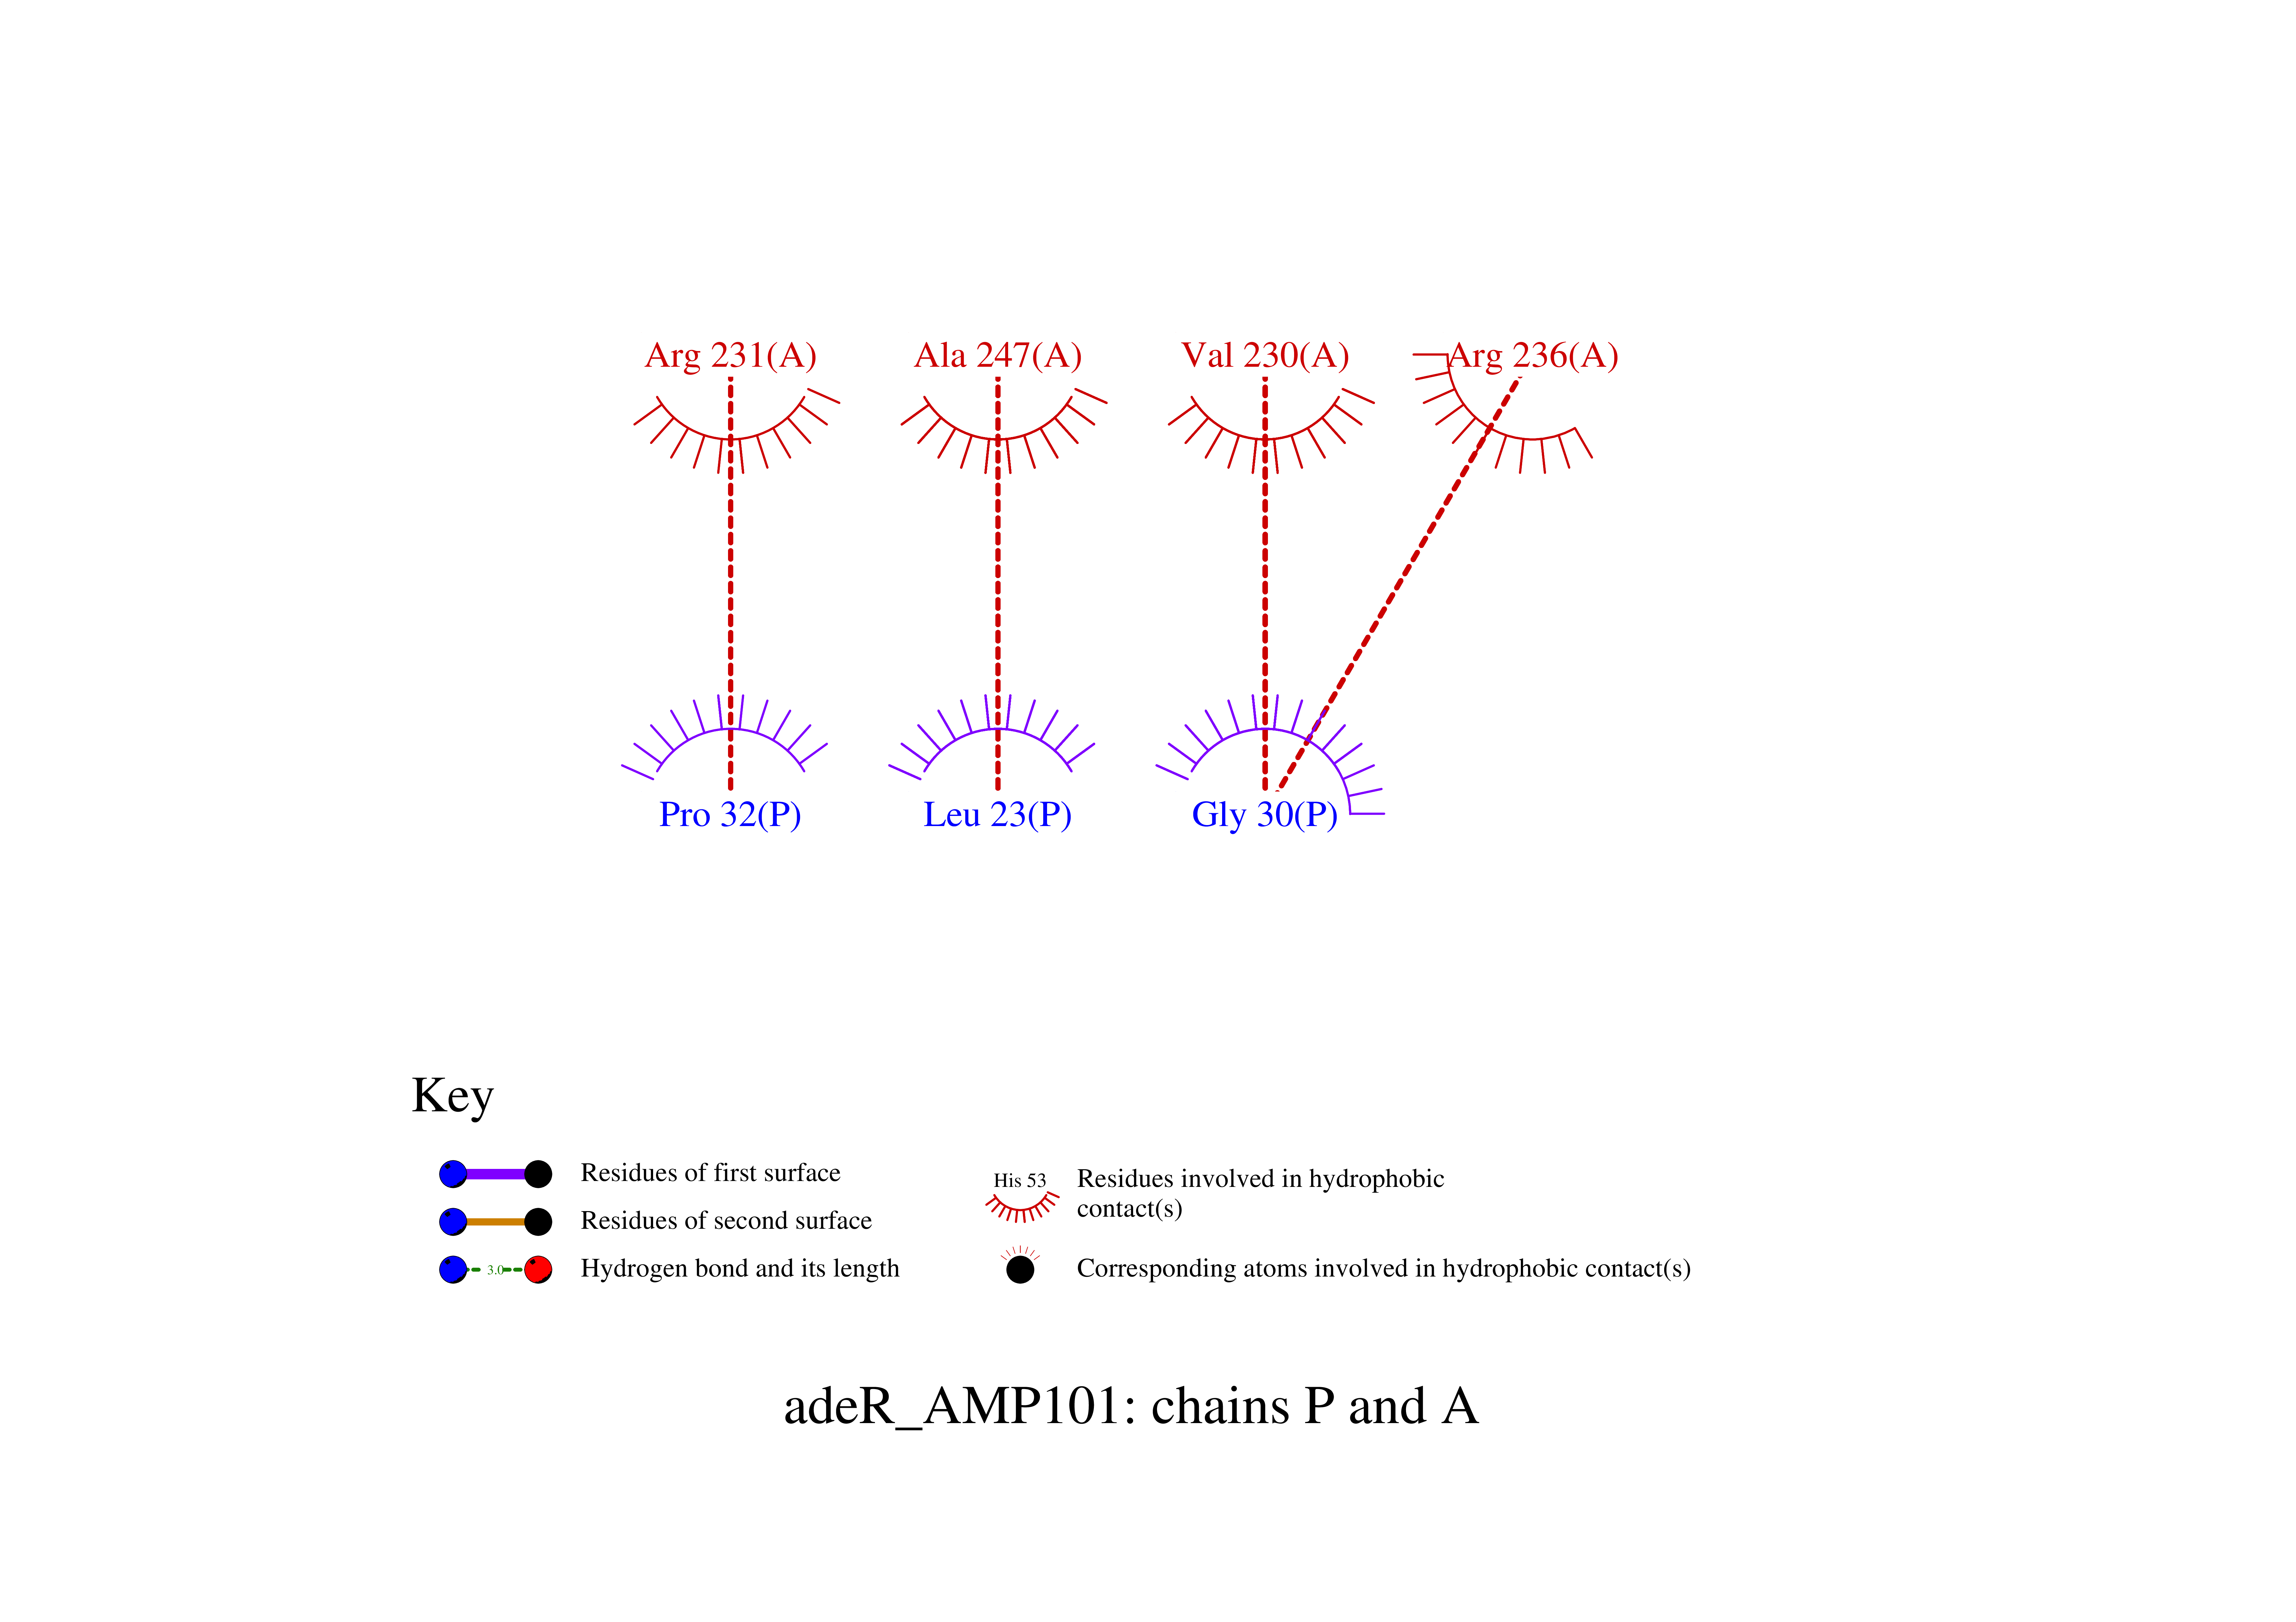 Arg 231(A) Ala 247(A) Val 230(A) Arg 236(A)
Pro 32(P) Leu 23(P) Gly 30(P)
Key
Residues of first surface
Residues of second surface
3.0 Hydrogen bond and its length
His 53 Residues involved in hydrophobic
contact(s)
Corresponding atoms involved in hydrophobic contact(s)
adeR_AMP101: chains P and A